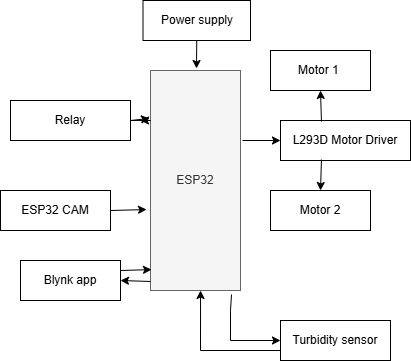 Power supply
Motor 1
Relay
L293D Motor Driver
ESP32
ESP32 CAM
Motor 2
Blynk app
Turbidity sensor